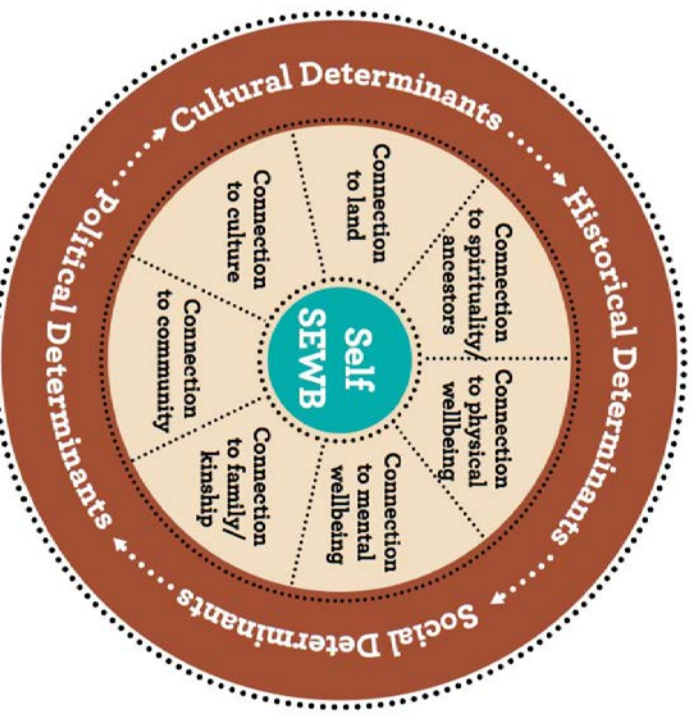 Historical Determinants
Social Determinants
Political Determinants
Cultural Determinants
Connection
to spirituality/
ancestors
Connection
to physical
wellbeing
Connection
to mental
wellbeing
Connection
to family/
kinship
Connection
to community
Connection
to culture
Connection
to land
Self
SEWB